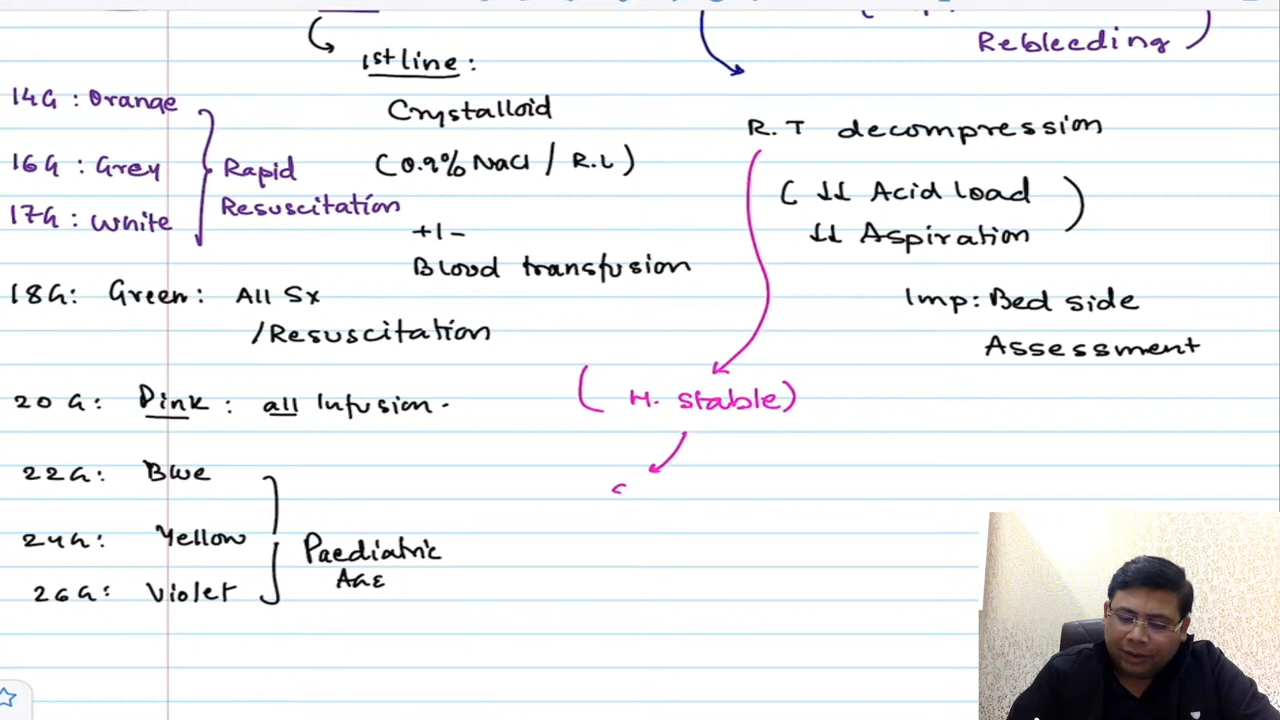 Rebleeding
1st line:
14G: Orange
Crystalloid
R.T decompression
16G: Grey
Rapid
(0.9% NaCl / R.L)
Resuscitation
(↓↓ Acid load)
17G: White
+/-
↓↓ Aspiration
Blood transfusion
18G: Green: All Sx
/Resuscitation
Imp: Bed side
Assessment
20G: Pink: all Infusion.
(H. stable)
22G: Blue
24G: Yellow
Paediatric
Age
26G: Violet